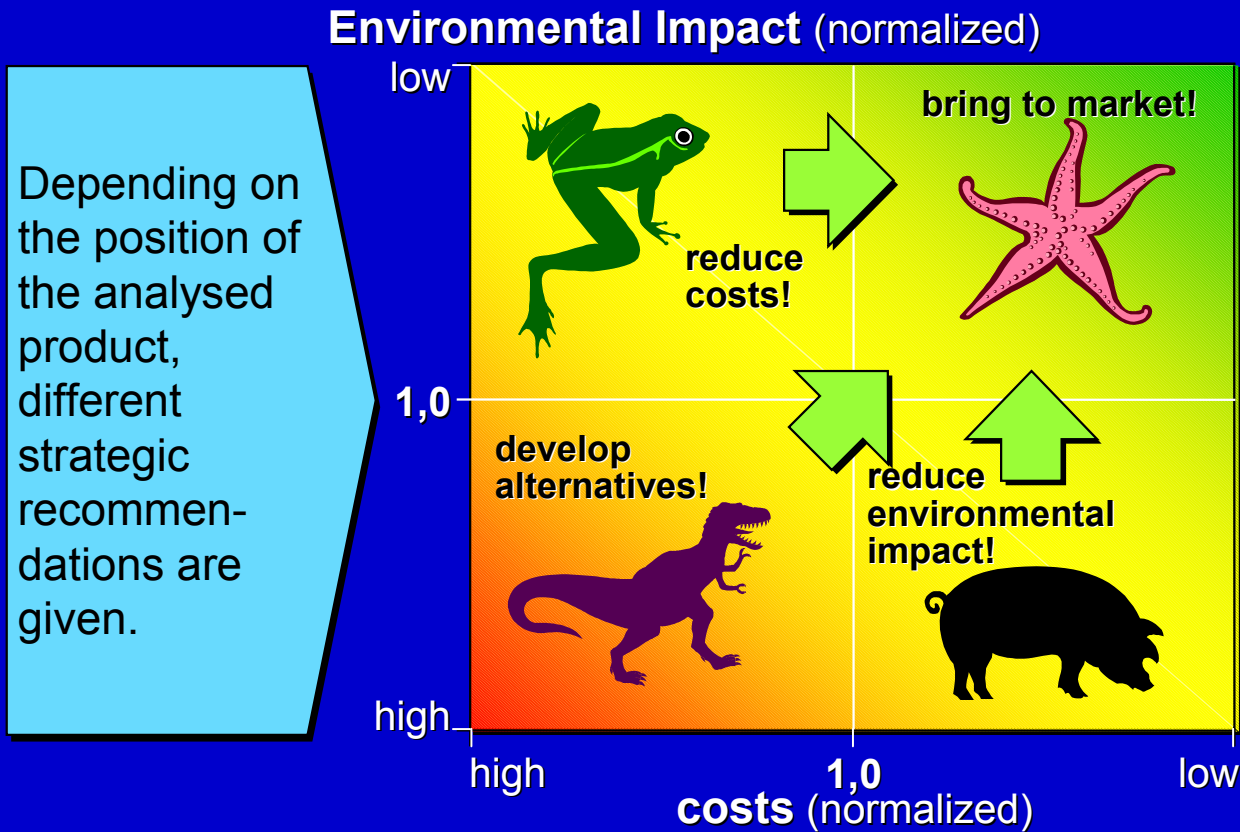 Environmental Impact (normalized)
Depending on
the position of
the analysed
product,
different
strategic
recommen-
dations are
given.
low
1,0
high
bring to market!
reduce
costs!
develop
alternatives!
reduce
environmental
impact!
high
1,0
low
costs (normalized)